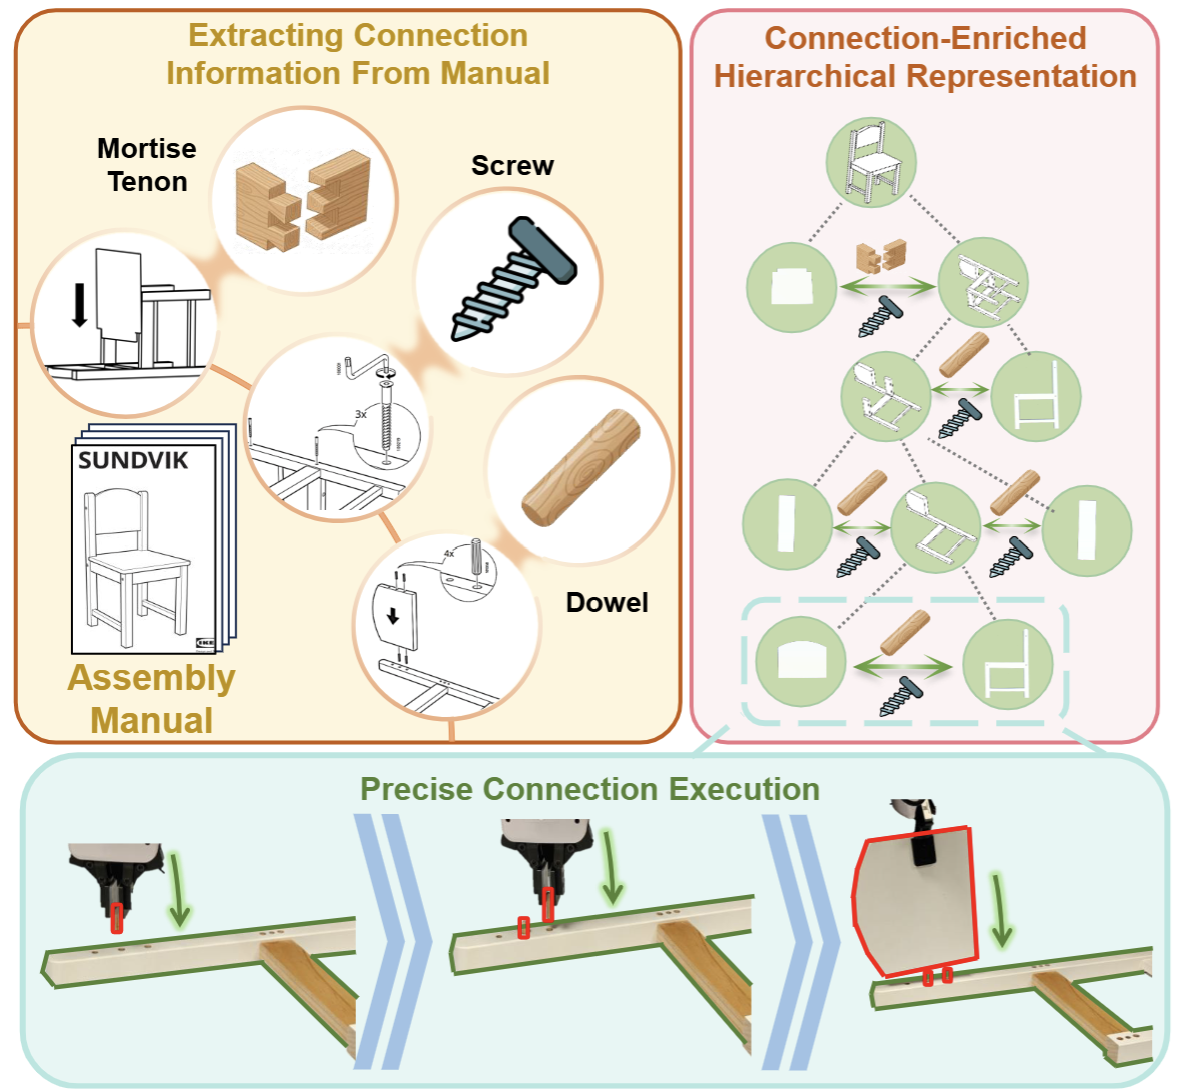 Extracting Connection
Information From Manual
Mortise
Tenon
Screw
3x
4x
Dowel
SUNDVIK
IKEA
Assembly
Manual
Connection-Enriched
Hierarchical Representation
Precise Connection Execution